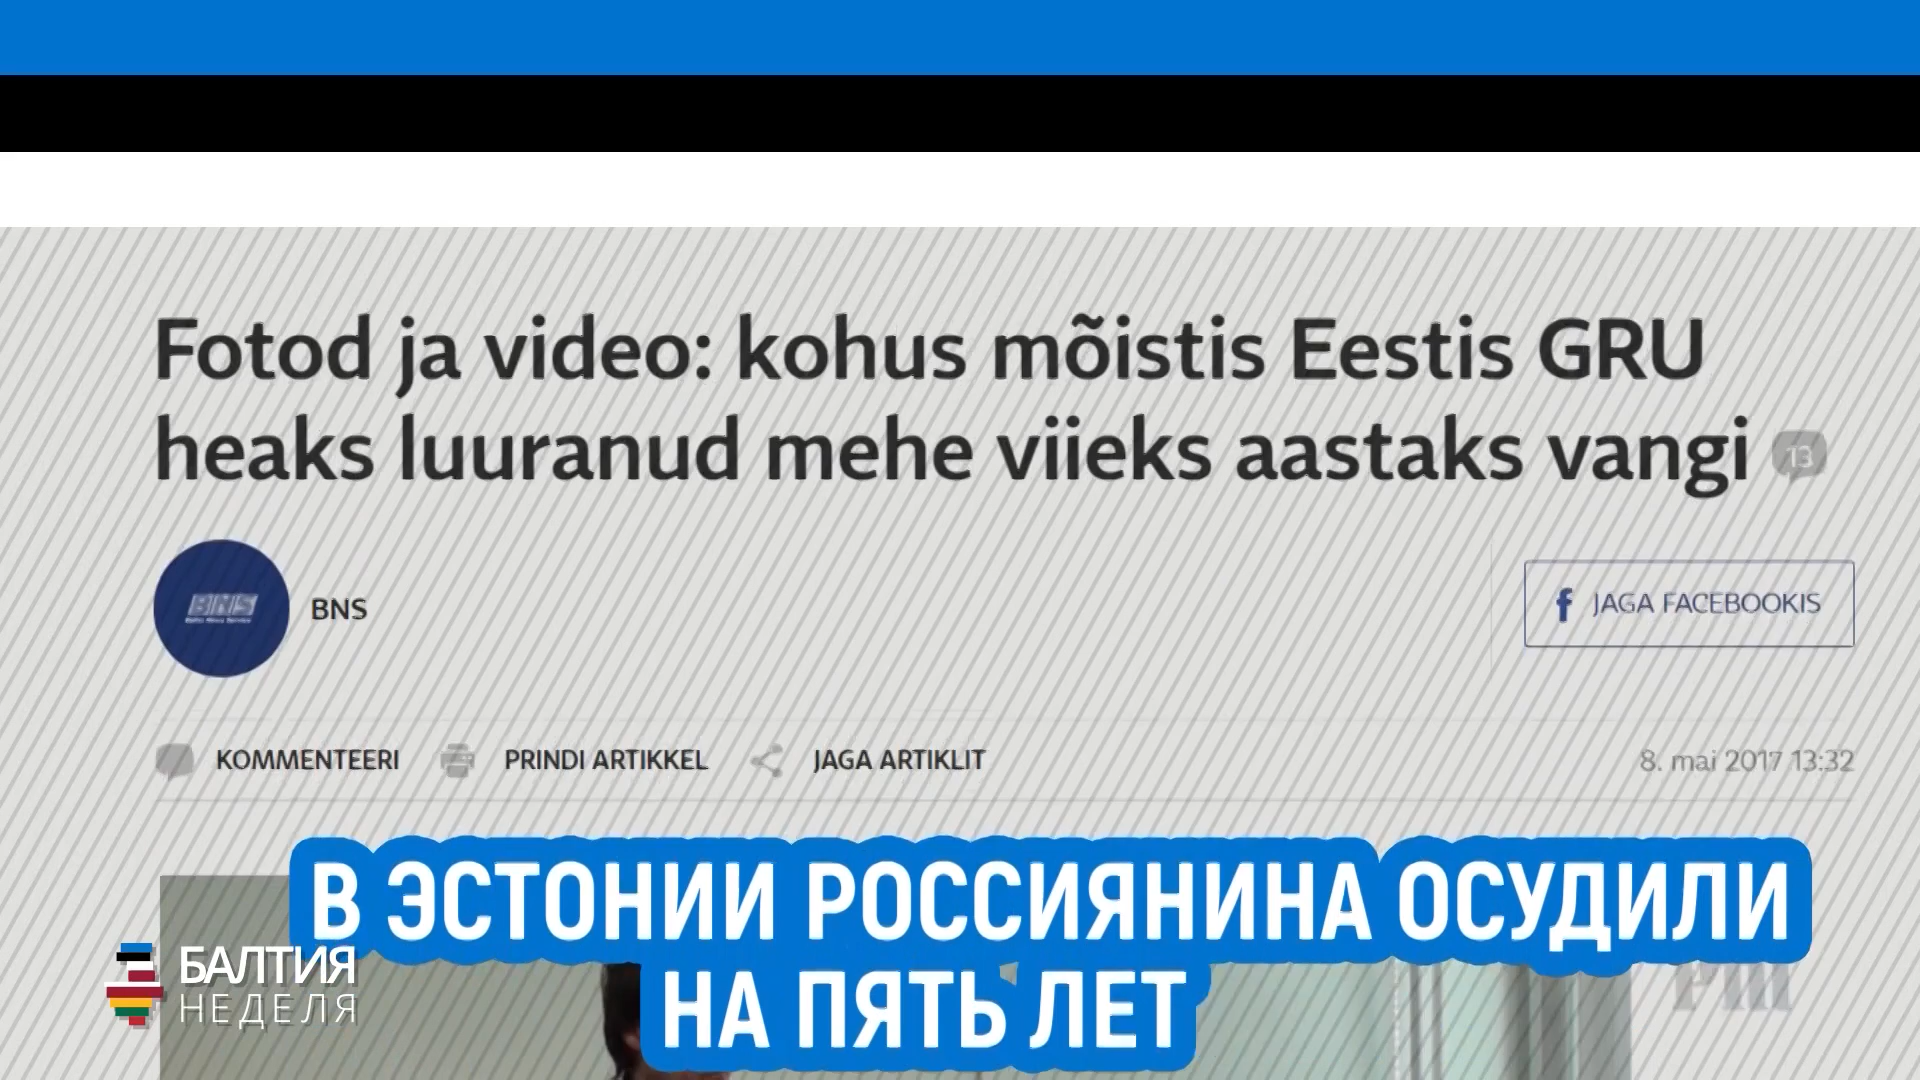 Fotod ja video: kohus mõistis Eestis GRU
heaks luuranud mehe viieks aastaks vangi 13
BNS
BNS
JAGA FACEBOOKIS
KOMMENTEERI PRINDI ARTIKKEL JAGA ARTIKLIT
8. mai 2017 13:32
В ЭСТОНИИ РОССИЯНИНА ОСУДИЛИ
НА ПЯТЬ ЛЕТ
БАЛТИЯ
НЕДЕЛЯ